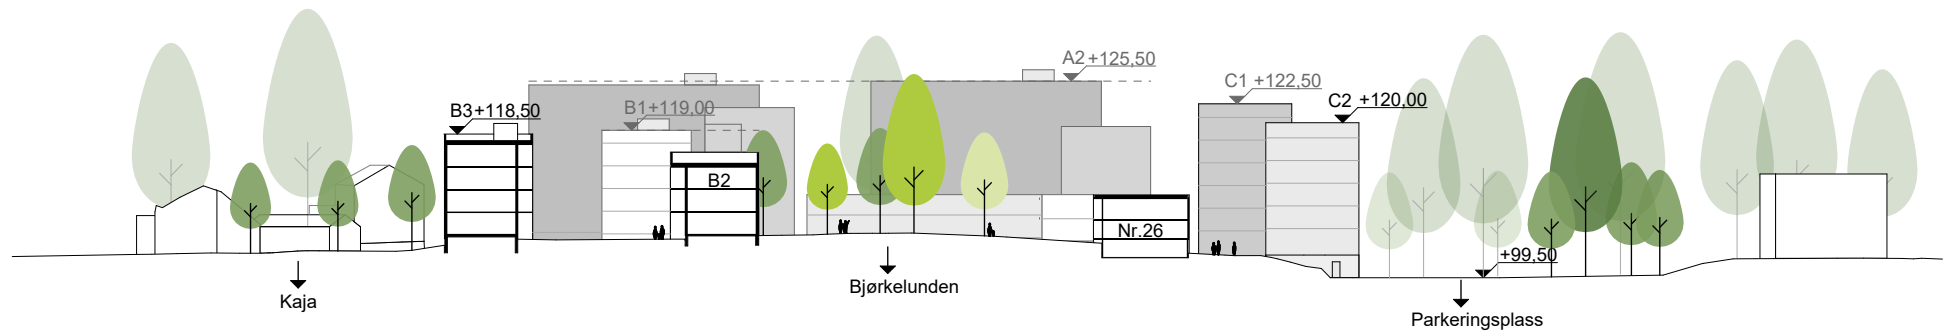 A2 +125,50
C1 +122,50
C2 +120,00
B3 +118,50
B1 +119,00
B2
Nr.26
+99,50
Kaja
Bjørkelunden
Parkeringsplass